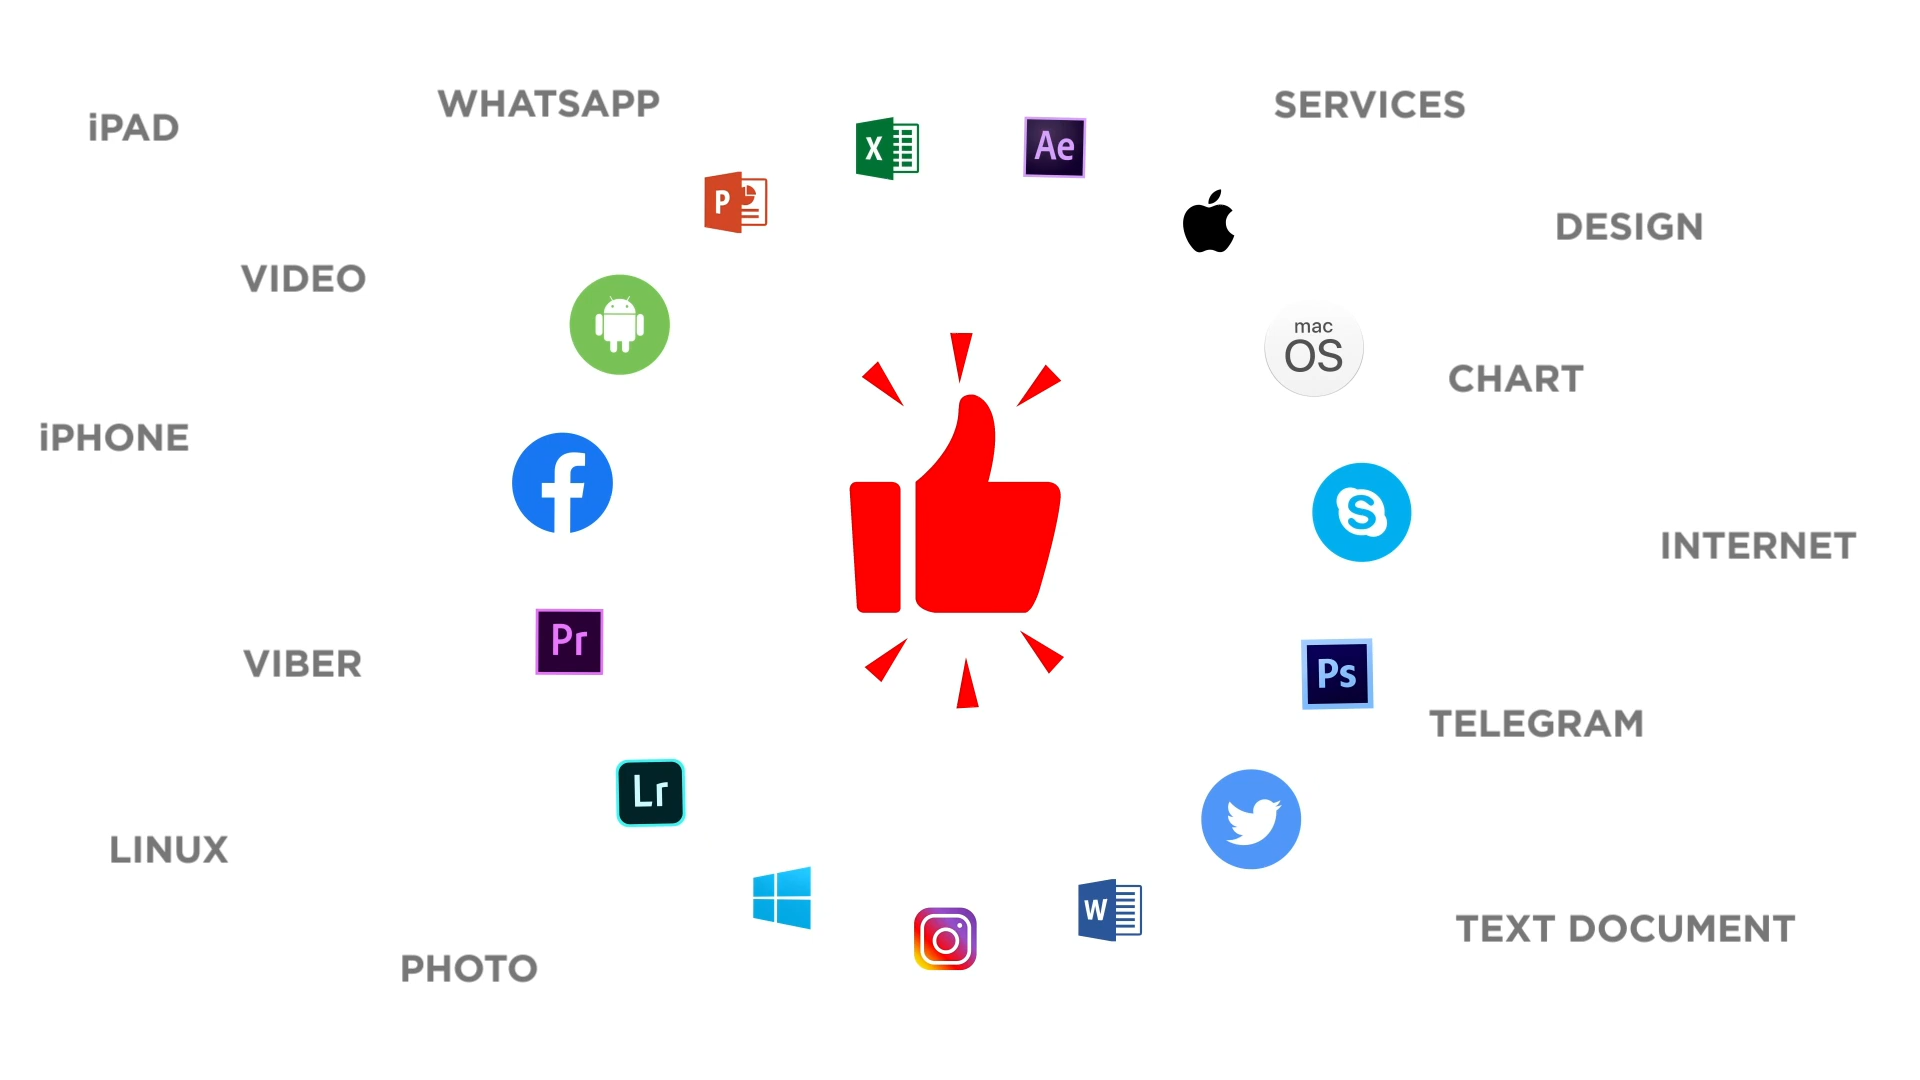 WHATSAPP
SERVICES
iPAD
X
Ae
P
DESIGN
VIDEO
mac
OS
CHART
iPHONE
f
S
INTERNET
Pr
VIBER
Ps
TELEGRAM
Lr
LINUX
W
TEXT DOCUMENT
PHOTO